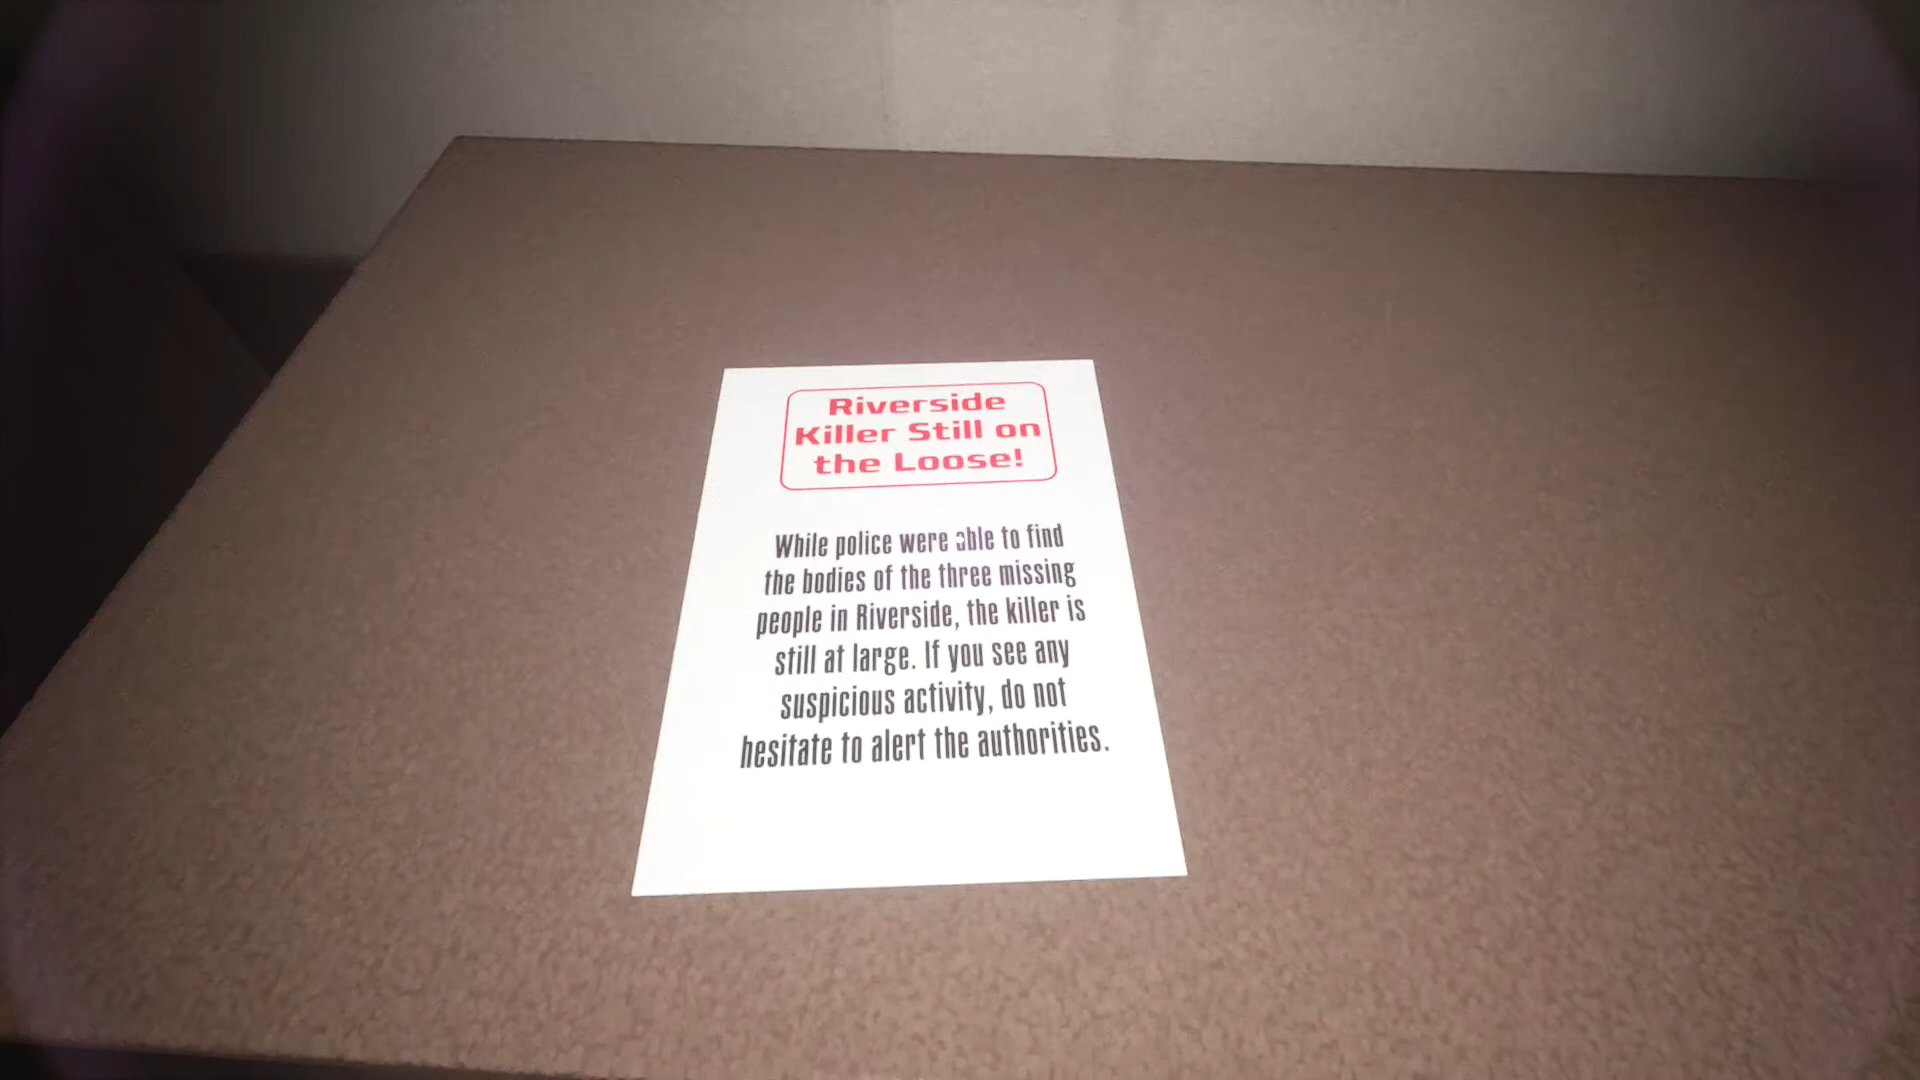 Riverside
Killer Still on
the Loose!
While police were able to find
the bodies of the three missing
people in Riverside, the killer is
still at large. If you see any
suspicious activity, do not
hesitate to alert the authorities.